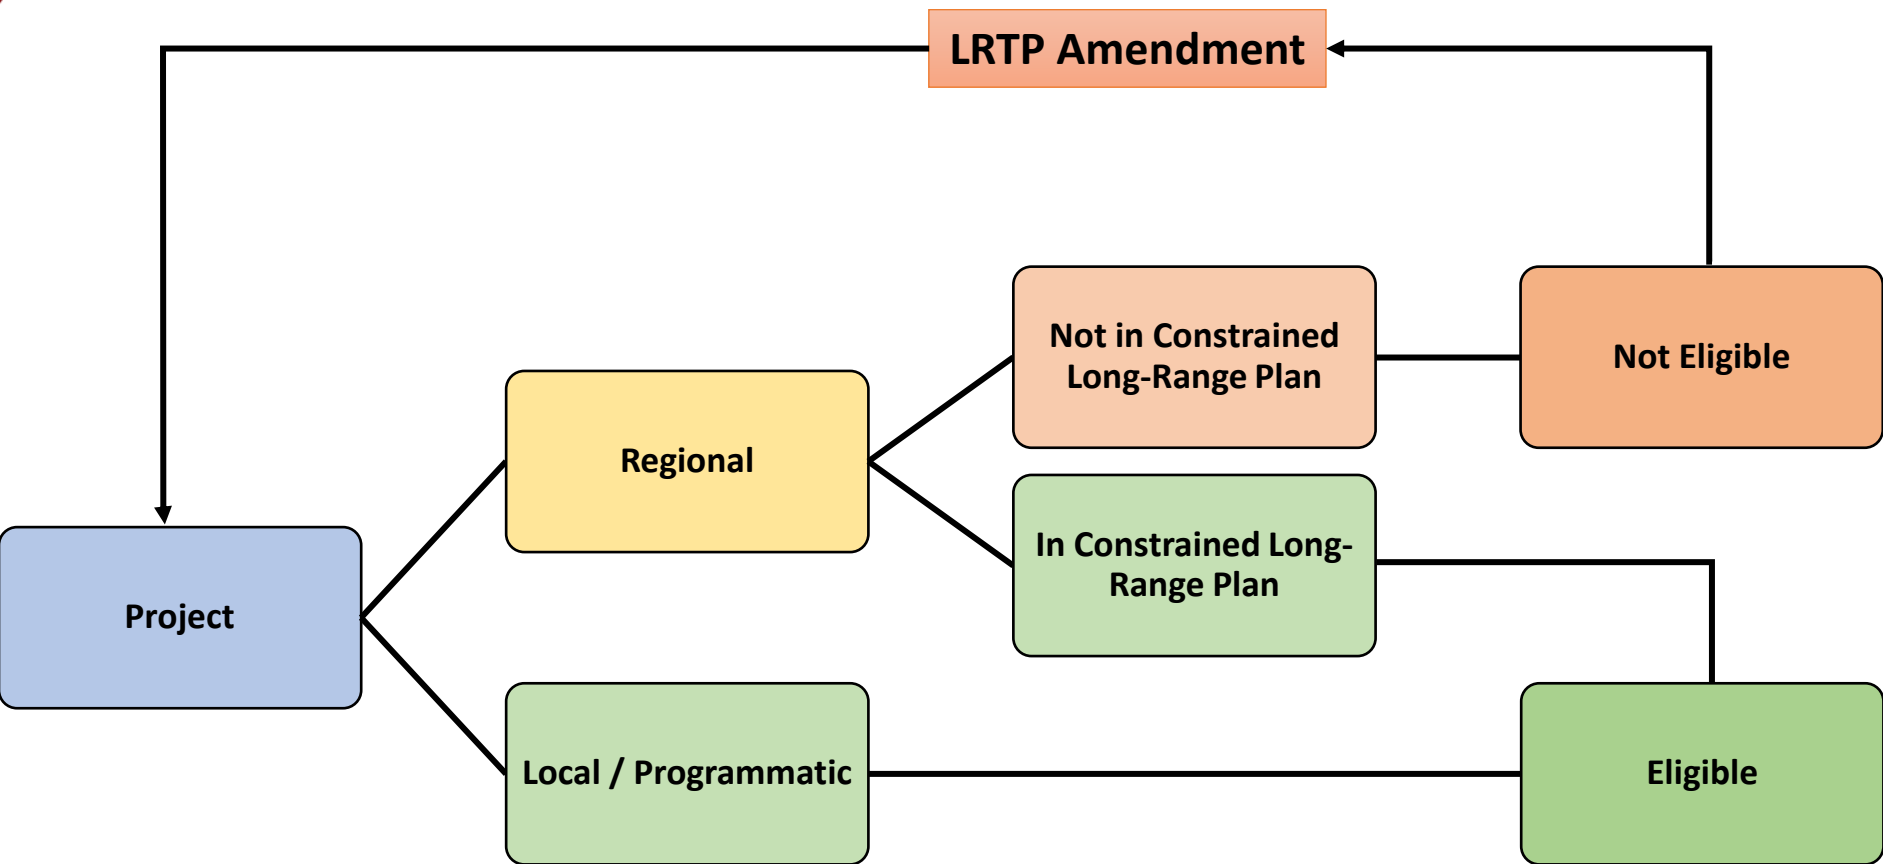 LRTP Amendment
Not in Constrained
Long-Range Plan
Not Eligible
Regional
In Constrained Long-
Range Plan
Project
Local / Programmatic
Eligible